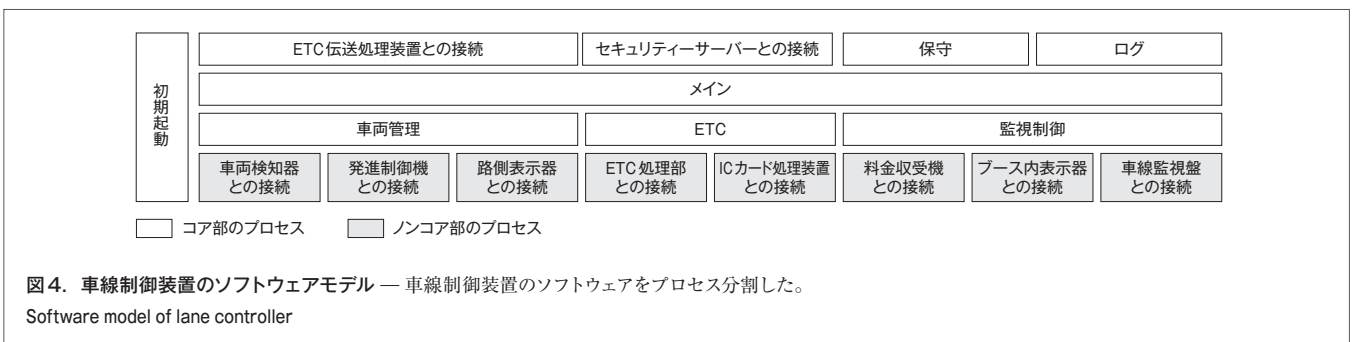 初期起動
ETC伝送処理装置との接続
セキュリティーサーバーとの接続
保守
ログ
メイン
車両管理
ETC
監視制御
車両検知器
との接続
発進制御機
との接続
路側表示器
との接続
ETC処理部
との接続
ICカード処理装置
との接続
料金収受機
との接続
ブース内表示器
との接続
車線監視盤
との接続
コア部のプロセス
ノンコア部のプロセス
図4. 車線制御装置のソフトウェアモデル — 車線制御装置のソフトウェアをプロセス分割した。
Software model of lane controller